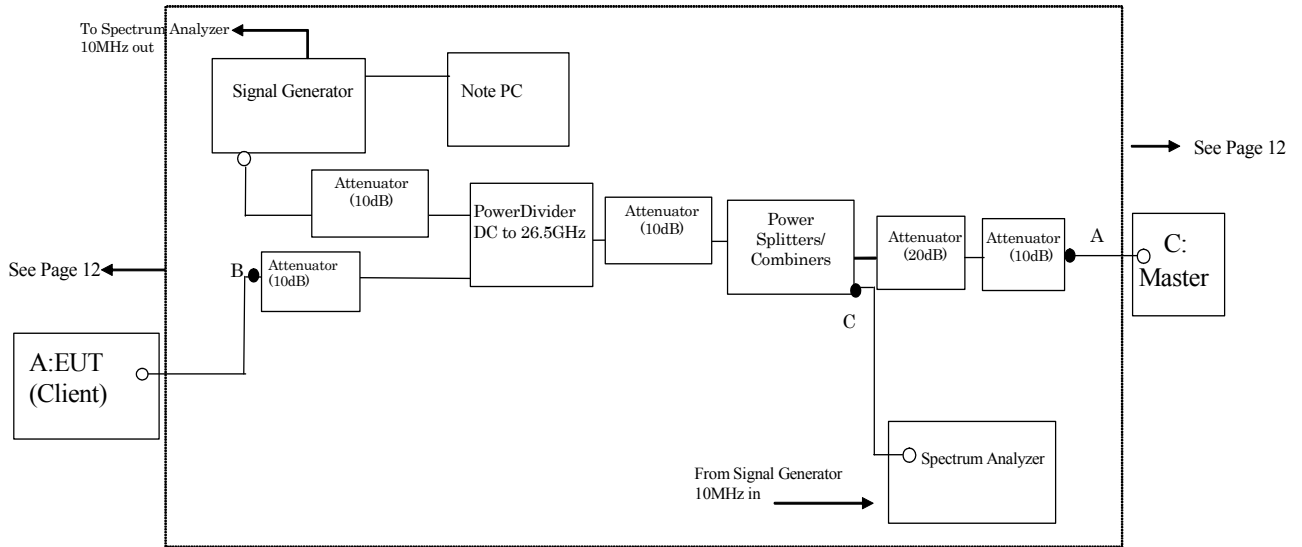 To Spectrum Analyzer
10MHz out
Signal Generator
Note PC
See Page 12
Attenuator
(10dB)
PowerDivider
DC to 26.5GHz
Attenuator
(10dB)
Power
Splitters/
Combiners
Attenuator
(20dB)
Attenuator
(10dB)
A
C:
Master
See Page 12
B
Attenuator
(10dB)
C
A:EUT
(Client)
From Signal Generator
10MHz in
Spectrum Analyzer